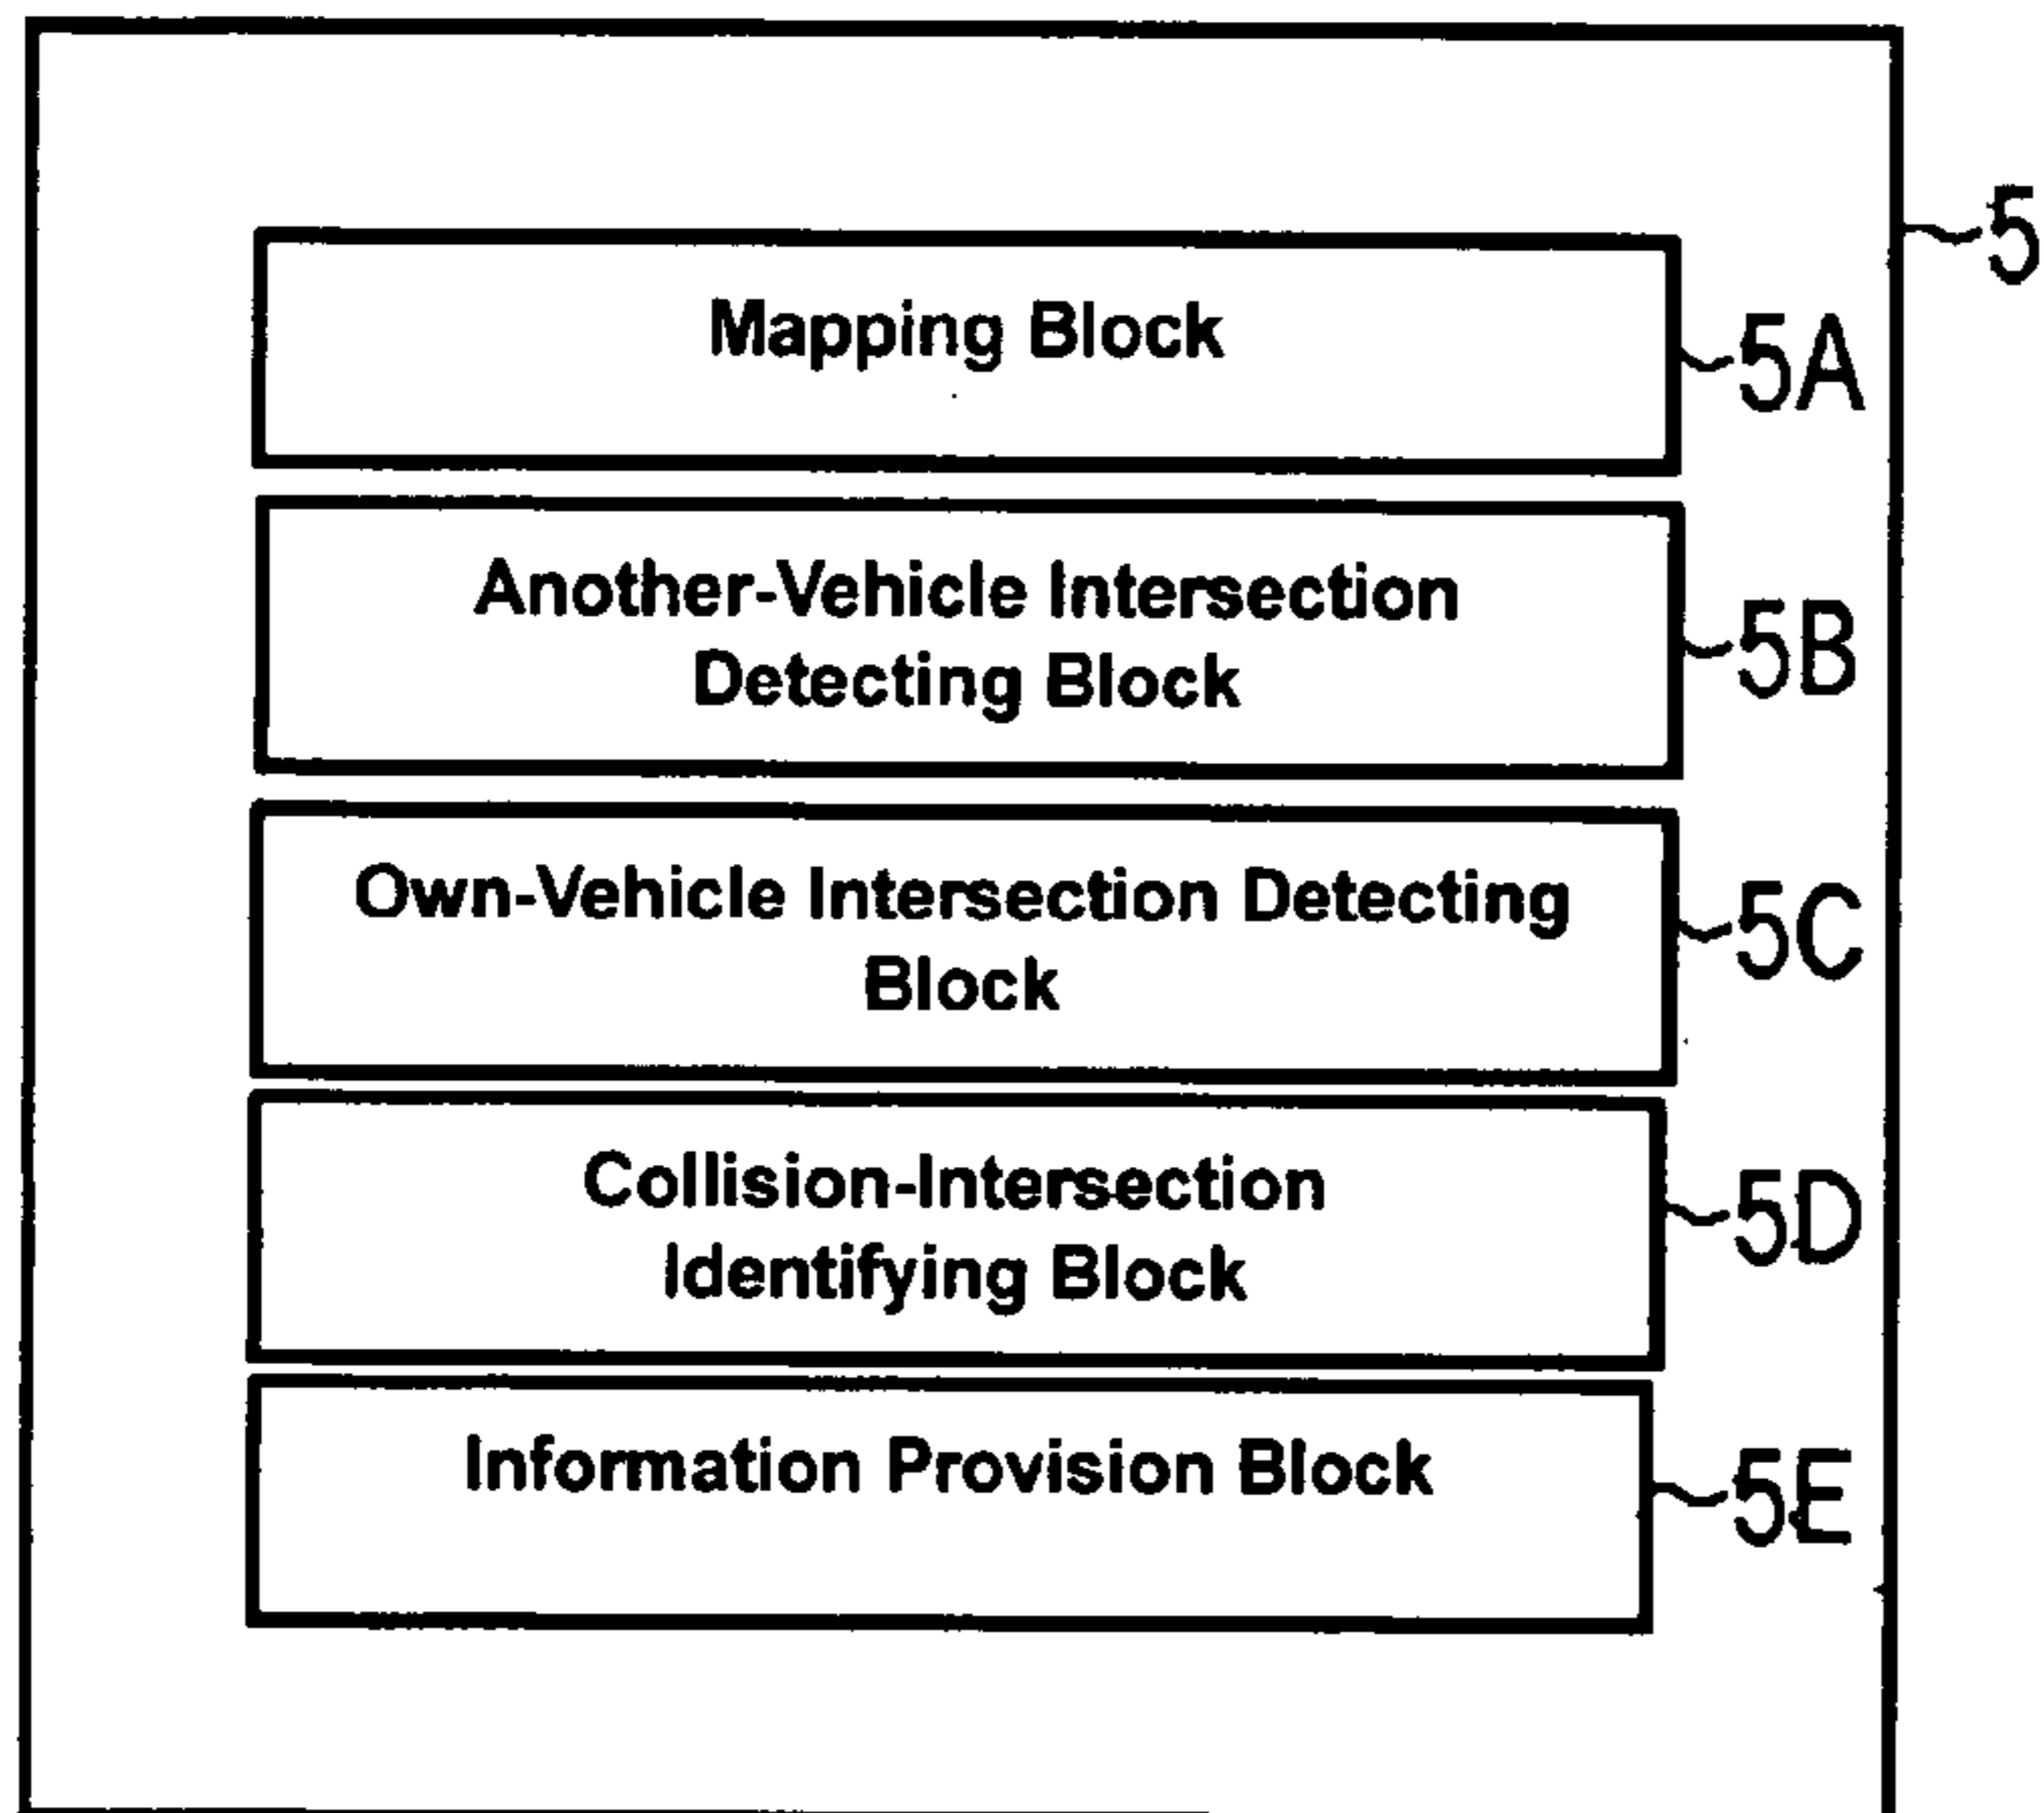 5
Mapping Block
5A
Another-Vehicle Intersection
Detecting Block
5B
Own-Vehicle Intersection Detecting
Block
5C
Collision-Intersection
Identifying Block
5D
Information Provision Block
5E